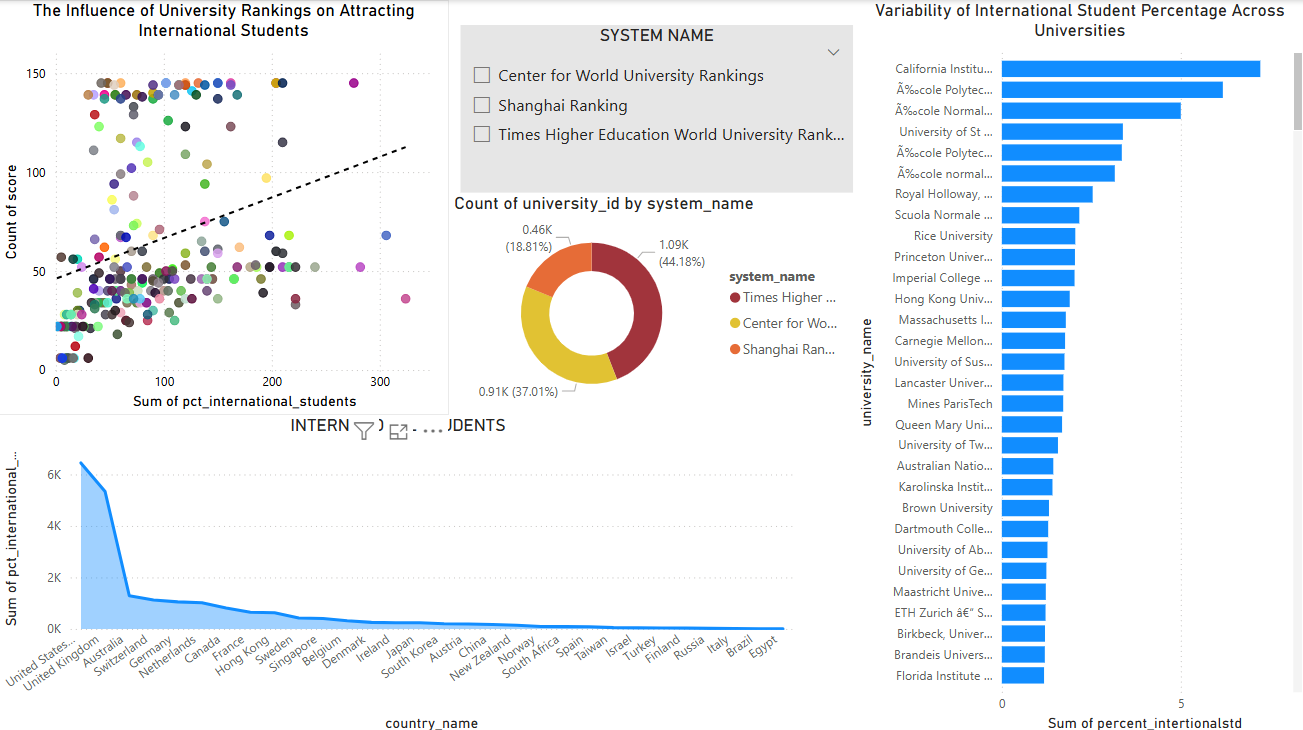 The Influence of University Rankings on Attracting
International Students
Count of score
150
100
50
0
0
100
200
300
Sum of pct_international_students
SYSTEM NAME
Center for World University Rankings
Shanghai Ranking
Times Higher Education World University Rank...
Count of university_id by system_name
0.46K
(18.81%)
1.09K
(44.18%)
0.91K (37.01%)
system_name
Times Higher ...
Center for Wo...
Shanghai Ran...
INTERN
UDENTS
Sum of pct_international_...
6K
4K
2K
0K
United States...
United Kingdom
Australia
Switzerland
Germany
Netherlands
Canada
France
Hong Kong
Sweden
Singapore
Belgium
Denmark
Ireland
Japan
South Korea
Austria
China
New Zealand
Norway
South Africa
Spain
Taiwan
Israel
Turkey
Finland
Russia
Italy
Brazil
Egypt
country_name
Variability of International Student Percentage Across
Universities
university_name
California Institu...
Ã‰cole Polytec...
Ã‰cole Normal...
University of St ...
Ã‰cole Polytec...
Ã‰cole normal...
Royal Holloway, ...
Scuola Normale ...
Rice University
Princeton Univer...
Imperial College ...
Hong Kong Univ...
Massachusetts I...
Carnegie Mellon...
University of Sus...
Lancaster Univer...
Mines ParisTech
Queen Mary Uni...
University of Tw...
Australian Natio...
Karolinska Instit...
Brown University
Dartmouth Colle...
University of Ab...
University of Ge...
Maastricht Unive...
ETH Zurich â€“ S...
Birkbeck, Univer...
Brandeis Univers...
Florida Institute ...
0
5
Sum of percent_intertionalstd